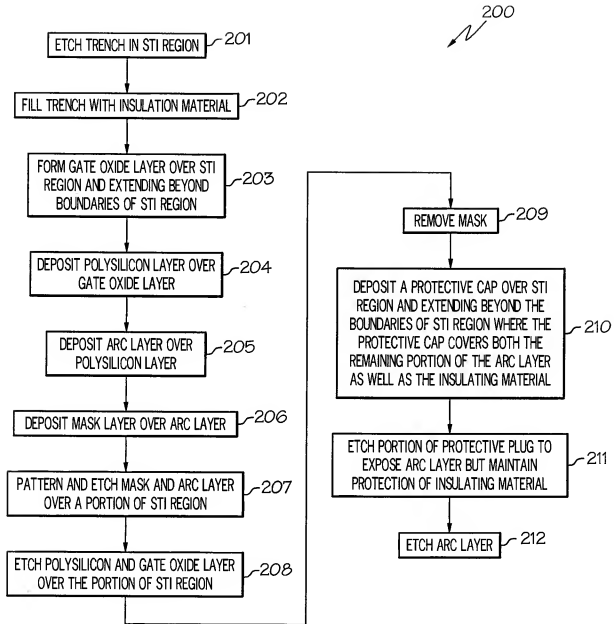 200
ETCH TRENCH IN STI REGION
201
FILL TRENCH WITH INSULATION MATERIAL
202
FORM GATE OXIDE LAYER OVER STI
REGION AND EXTENDING BEYOND
BOUNDARIES OF STI REGION
203
DEPOSIT POLYSILICON LAYER OVER
GATE OXIDE LAYER
204
DEPOSIT ARC LAYER OVER
POLYSILICON LAYER
205
DEPOSIT MASK LAYER OVER ARC LAYER
206
PATTERN AND ETCH MASK AND ARC LAYER
OVER A PORTION OF STI REGION
207
ETCH POLYSILICON AND GATE OXIDE LAYER
OVER THE PORTION OF STI REGION
208
REMOVE MASK
209
DEPOSIT A PROTECTIVE CAP OVER STI
REGION AND EXTENDING BEYOND THE
BOUNDARIES OF STI REGION WHERE THE
PROTECTIVE CAP COVERS BOTH THE
REMAINING PORTION OF THE ARC LAYER
AS WELL AS THE INSULATING MATERIAL
210
ETCH PORTION OF PROTECTIVE PLUG TO
EXPOSE ARC LAYER BUT MAINTAIN
PROTECTION OF INSULATING MATERIAL
211
ETCH ARC LAYER
212